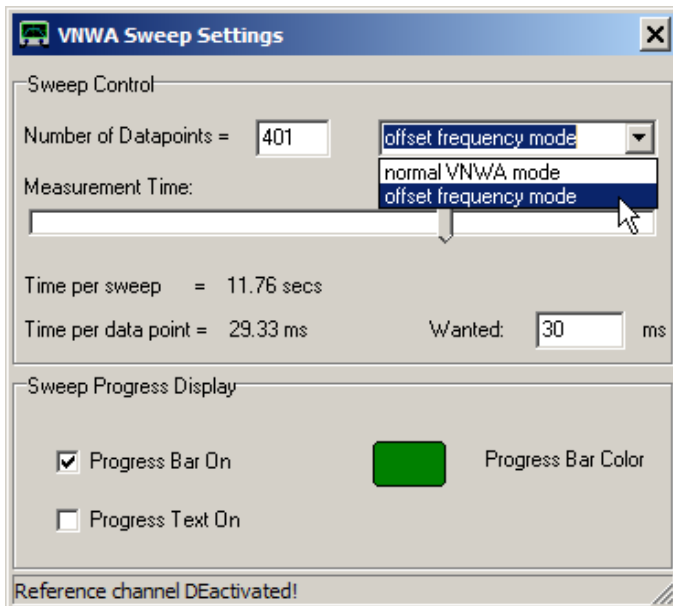 VNWA Sweep Settings
Sweep Control
Number of Datapoints = 401 offset frequency mode
normal VNWA mode
offset frequency mode
Measurement Time:
Time per sweep = 11.76 secs
Time per data point = 29.33 ms Wanted: 30 ms
Sweep Progress Display
Progress Bar On Progress Bar Color
Progress Text On
Reference channel DEactivated!